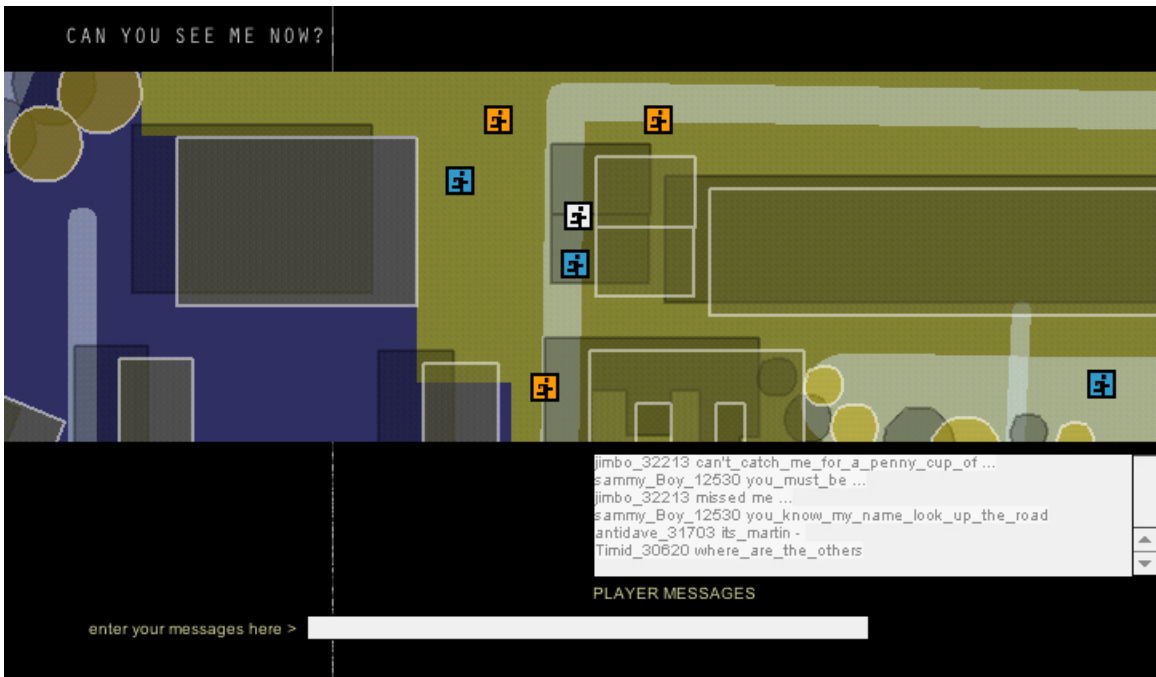 CAN YOU SEE ME NOW?
jimbo_32213 can't_catch_me_for_a_penny_cup_of ...
sammy_Boy_12530 you_must_be ...
jimbo_32213 missed me ...
sammy_Boy_12530 you_know_my_name_look_up_the_road
antidave_31703 its_martin -
Timid_30620 where_are_the_others
PLAYER MESSAGES
enter your messages here >